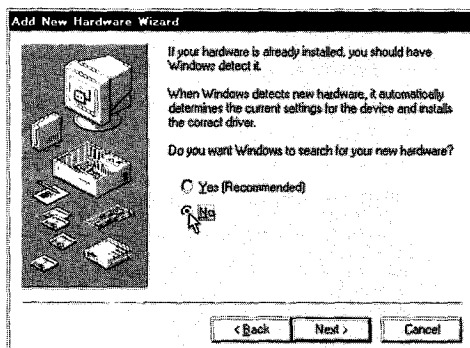 Add New Hardware Wizard
If your hardware is already installed, you should have
Windows detect it.
When Windows detects new hardware, it automatically
determines the current settings for the device and installs
the correct driver.
Do you want Windows to search for your new hardware?
Yes (Recommended)
No
< Back
Next >
Cancel